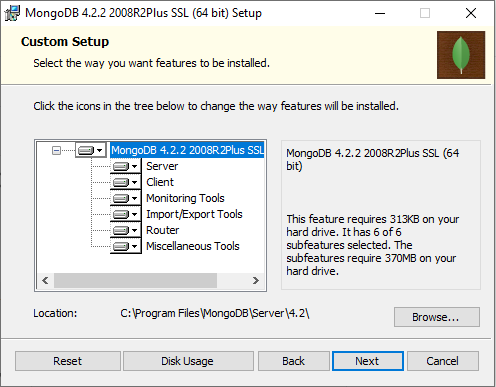 MongoDB 4.2.2 2008R2Plus SSL (64 bit) Setup
Custom Setup
Select the way you want features to be installed.
Click the icons in the tree below to change the way features will be installed.
MongoDB 4.2.2 2008R2Plus SSL
Server
Client
Monitoring Tools
Import/Export Tools
Router
Miscellaneous Tools
MongoDB 4.2.2 2008R2Plus SSL (64
bit)
This feature requires 313KB on your
hard drive. It has 6 of 6
subfeatures selected. The
subfeatures require 370MB on your
hard drive.
Location: C:\Program Files\MongoDB\Server\4.2\
Browse...
Reset Disk Usage Back Next Cancel